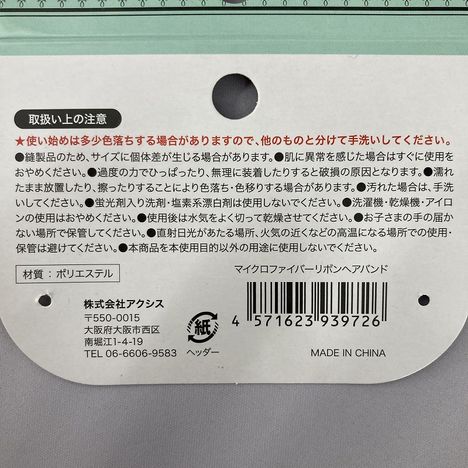 取扱い上の注意
★使い始めは多少色落ちする場合がありますので、他のものと分けて手洗いしてください。
●縫製品のため、サイズに個体差が生じる場合があります。●肌に異常を感じた場合はすぐに使用を
おやめください。●過度の力でひっぱったり、無理に装着したりすると破損の原因となります。●濡れ
たまま放置したり、擦ったりすることにより色落ち・色移りする場合があります。●汚れた場合は、手洗
いしてください。●蛍光剤入り洗剤・塩素系漂白剤は使用しないでください。●洗濯機・乾燥機・アイロ
ンの使用はおやめください。●使用後は水気をよく切って乾燥させてください。●お子さまの手の届か
ない場所で保管してください。●直射日光があたる場所、火気の近くなどの高温になる場所での使用・
保管は避けてください。●本商品を本使用目的以外の用途に使用しないでください。
材質：ポリエステル
マイクロファイバーリボンヘアバンド
株式会社アクシス
〒550-0015
大阪府大阪市西区
南堀江1-4-19
TEL 06-6606-9583
紙
ヘッダー
4 571623 939726
MADE IN CHINA